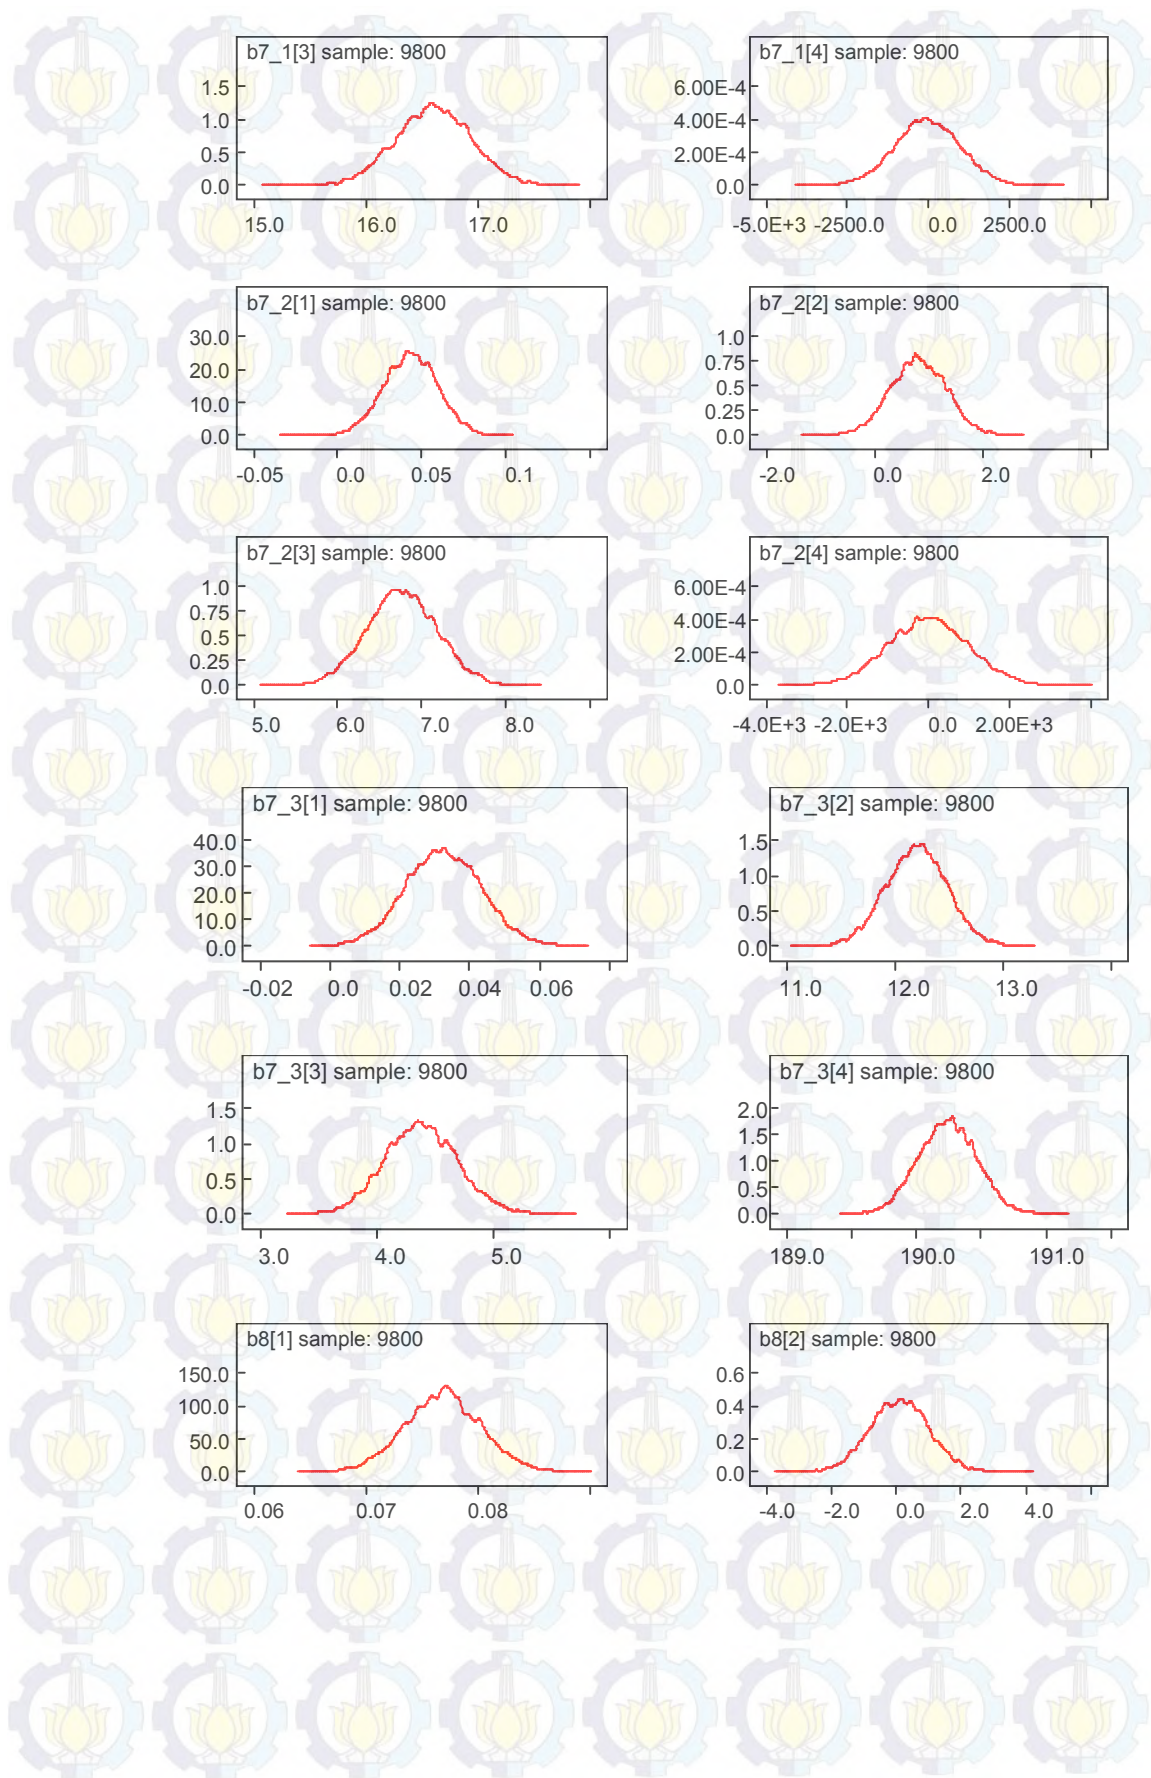 b7_1[3] sample: 9800
1.5
1.0
0.5
0.0
15.0 16.0 17.0
b7_1[4] sample: 9800
6.00E-4
4.00E-4
2.00E-4
0.0
-5.0E+3 -2500.0 0.0 2500.0
b7_2[1] sample: 9800
30.0
20.0
10.0
0.0
-0.05 0.0 0.05 0.1
b7_2[2] sample: 9800
1.0
0.75
0.5
0.25
0.0
-2.0 0.0 2.0
b7_2[3] sample: 9800
1.0
0.75
0.5
0.25
0.0
5.0 6.0 7.0 8.0
b7_2[4] sample: 9800
6.00E-4
4.00E-4
2.00E-4
0.0
-4.0E+3 -2.0E+3 0.0 2.00E+3
b7_3[1] sample: 9800
40.0
30.0
20.0
10.0
0.0
-0.02 0.0 0.02 0.04 0.06
b7_3[2] sample: 9800
1.5
1.0
0.5
0.0
11.0 12.0 13.0
b7_3[3] sample: 9800
1.5
1.0
0.5
0.0
3.0 4.0 5.0
b7_3[4] sample: 9800
2.0
1.5
1.0
0.5
0.0
189.0 190.0 191.0
b8[1] sample: 9800
150.0
100.0
50.0
0.0
0.06 0.07 0.08
b8[2] sample: 9800
0.6
0.4
0.2
0.0
-4.0 -2.0 0.0 2.0 4.0